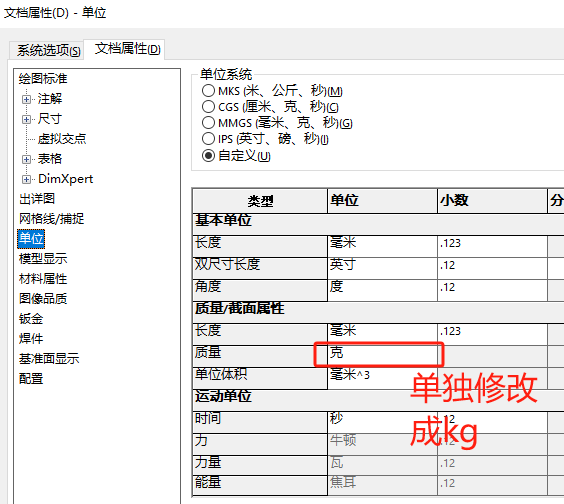 文档属性(D) - 单位
系统选项(S) 文档属性(D)
绘图标准
注解
尺寸
虚拟交点
表格
DimXpert
出详图
网格线/捕捉
单位
模型显示
材料属性
图像品质
钣金
焊件
基准面显示
配置
单位系统
MKS (米、公斤、秒)(M)
CGS (厘米、克、秒)(C)
MMGS (毫米、克、秒)(G)
IPS (英寸、磅、秒)(I)
自定义(U)
类型 单位 小数 分
基本单位
长度 毫米 .123
双尺寸长度 英寸 .12
角度 度 .12
质量/截面属性
长度 毫米 .123
质量 克
单位体积 毫米^3
运动单位
时间 秒 .12
力 牛顿 .12
力量 瓦 .12
能量 焦耳 .12
单独修改
成kg